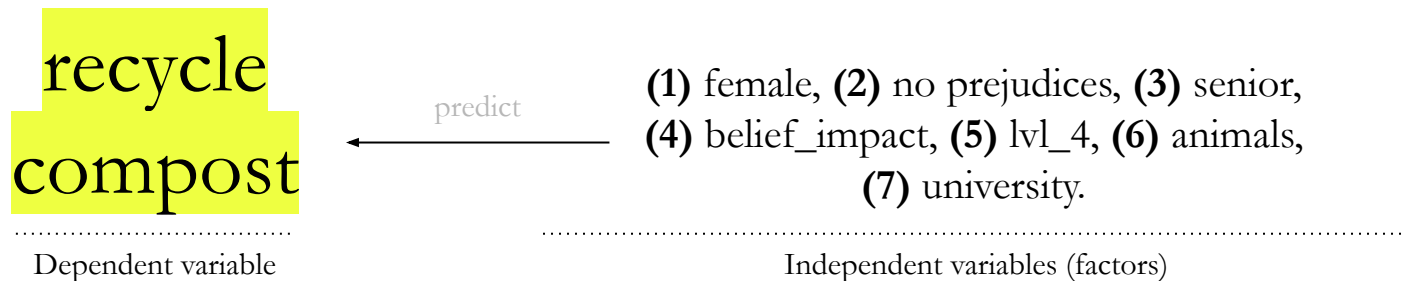 recycle
compost
predict
(1) female, (2) no prejudices, (3) senior,
(4) belief_impact, (5) lvl_4, (6) animals,
(7) university.
Dependent variable
Independent variables (factors)